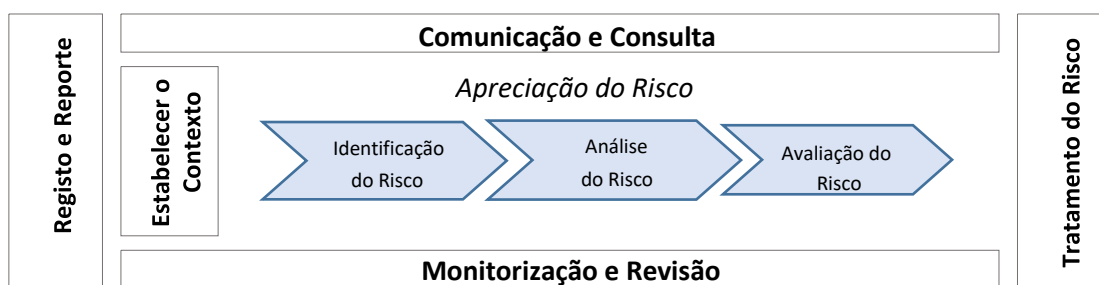 Registo e Reporte
Comunicação e Consulta
Estabelecer o
Contexto
Apreciação do Risco
Identificação
do Risco
Análise
do Risco
Avaliação do
Risco
Monitorização e Revisão
Tratamento do Risco